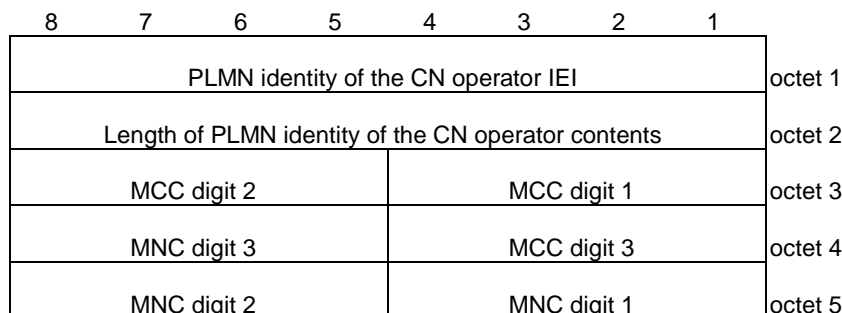 8 7 6 5 4 3 2 1
PLMN identity of the CN operator IEI octet 1
Length of PLMN identity of the CN operator contents octet 2
MCC digit 2 MCC digit 1 octet 3
MNC digit 3 MCC digit 3 octet 4
MNC digit 2 MNC digit 1 octet 5